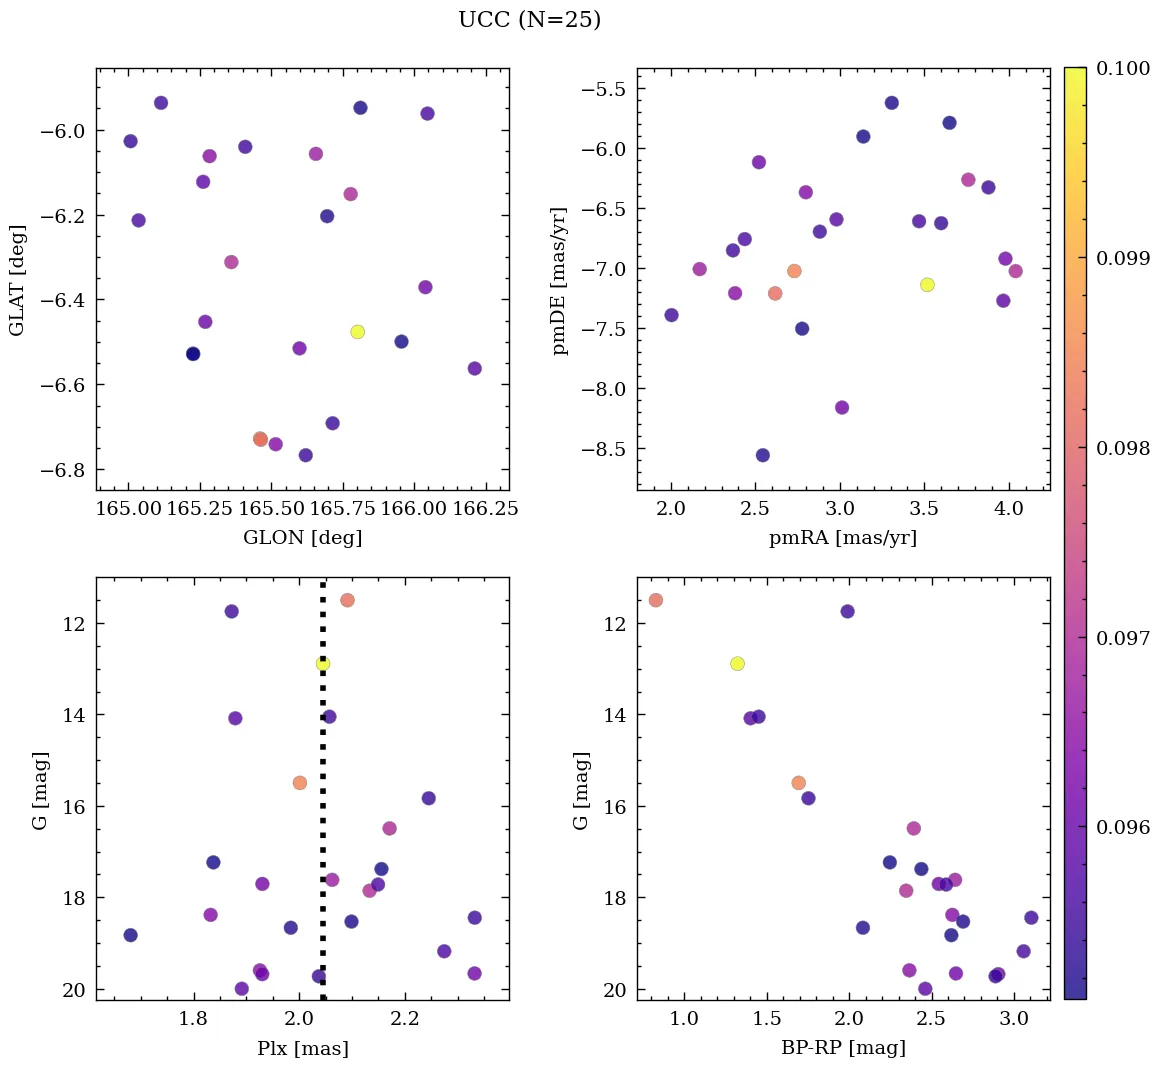 UCC (N=25)
−6.0
−6.2
−6.4
−6.6
−6.8
GLAT [deg]
165.00 165.25 165.50 165.75 166.00 166.25
GLON [deg]
−5.5
−6.0
−6.5
−7.0
−7.5
−8.0
−8.5
pmDE [mas/yr]
2.0 2.5 3.0 3.5 4.0
pmRA [mas/yr]
12
14
16
18
20
G [mag]
1.8 2.0 2.2
Plx [mas]
12
14
16
18
20
G [mag]
1.0 1.5 2.0 2.5 3.0
BP-RP [mag]
0.100
0.099
0.098
0.097
0.096